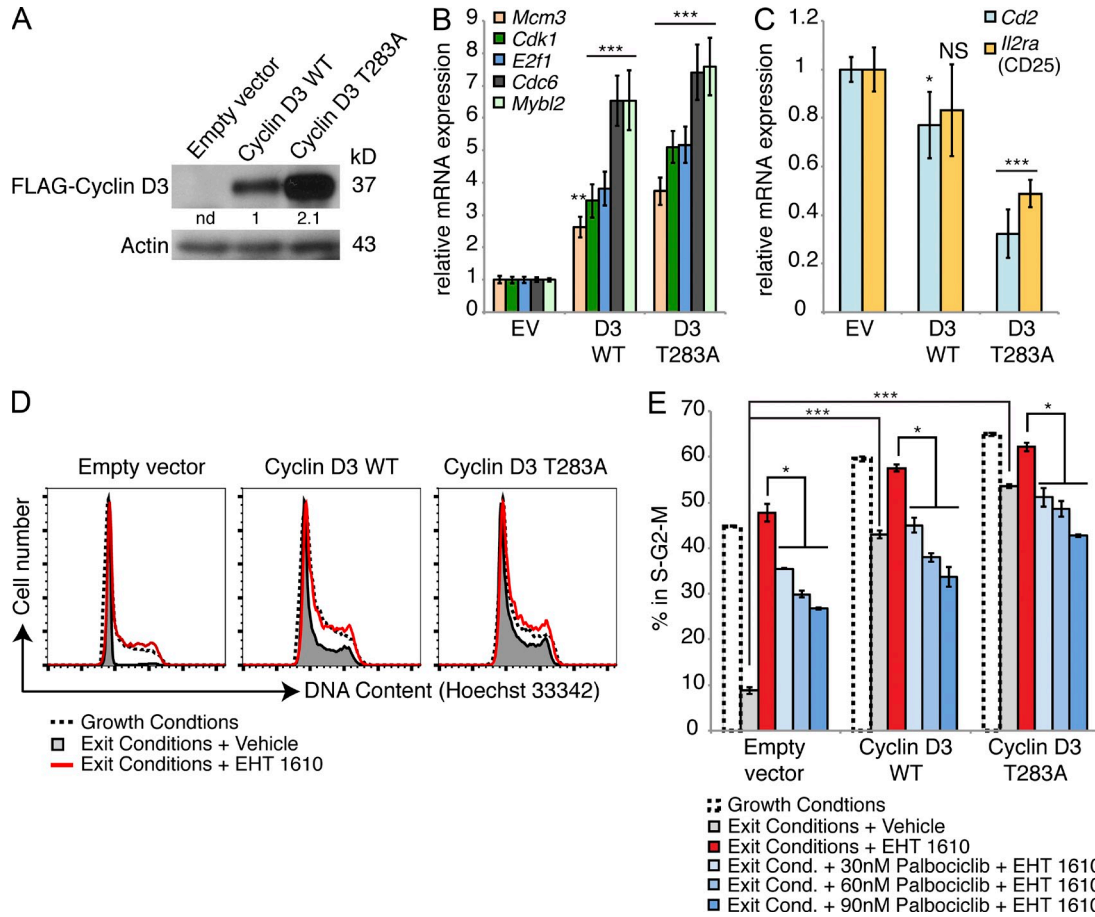 A
Empty vector
Cyclin D3 WT
Cyclin D3 T283A
kD
FLAG-Cyclin D3
37
nd
1
2.1
Actin
43
B
relative mRNA expression
9
8
7
6
5
4
3
2
1
0
Mcm3
Cdk1
E2f1
Cdc6
Mybl2
**
***
***
EV
D3
WT
D3
T283A
C
relative mRNA expression
1.2
1
0.8
0.6
0.4
0.2
0
Cd2
Il2ra
(CD25)
*
NS
***
EV
D3
WT
D3
T283A
D
Empty vector
Cyclin D3 WT
Cyclin D3 T283A
Cell number
DNA Content (Hoechst 33342)
Growth Condtions
Exit Conditions + Vehicle
Exit Conditions + EHT 1610
E
% in S-G2-M
70
60
50
40
30
20
10
0
***
***
*
*
*
Empty
vector
Cyclin D3
WT
Cyclin D3
T283A
Growth Condtions
Exit Conditions + Vehicle
Exit Conditions + EHT 1610
Exit Cond. + 30nM Palbociclib + EHT 1610
Exit Cond. + 60nM Palbociclib + EHT 1610
Exit Cond. + 90nM Palbociclib + EHT 1610